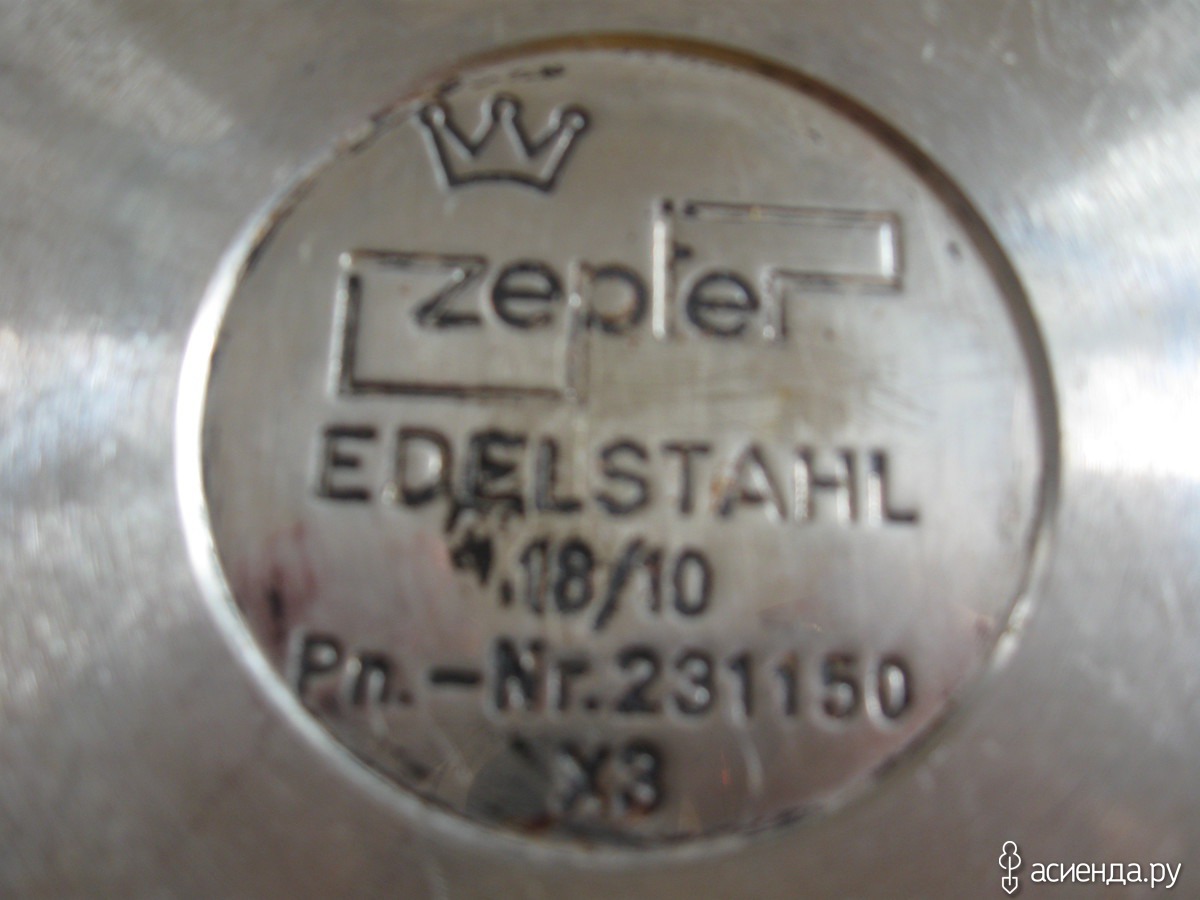 zepter
EDELSTAHL
18/10
Pn.-Nr.231150
X3
асиенда.ру